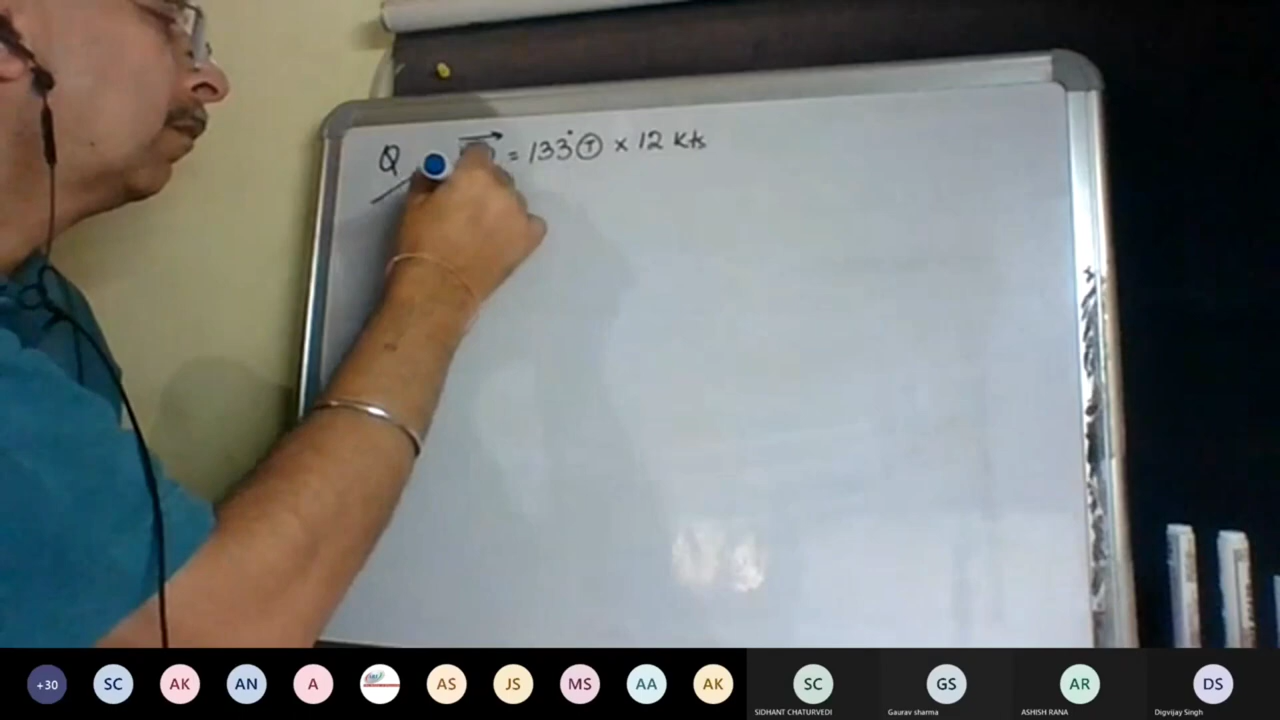 Q = 133° (T) × 12 Kts
+30 SC AK AN A AS JS MS AA AK SC GS AR DS
SIDHANT CHATURVEDI Gaurav sharma ASHISH RANA Digvijay Singh